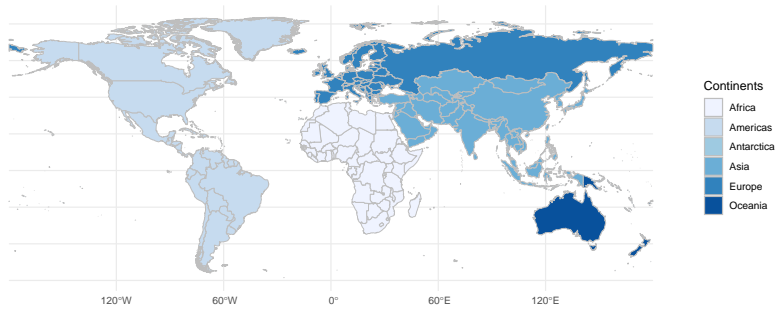 Continents
Africa
Americas
Antarctica
Asia
Europe
Oceania
120°W
60°W
0°
60°E
120°E